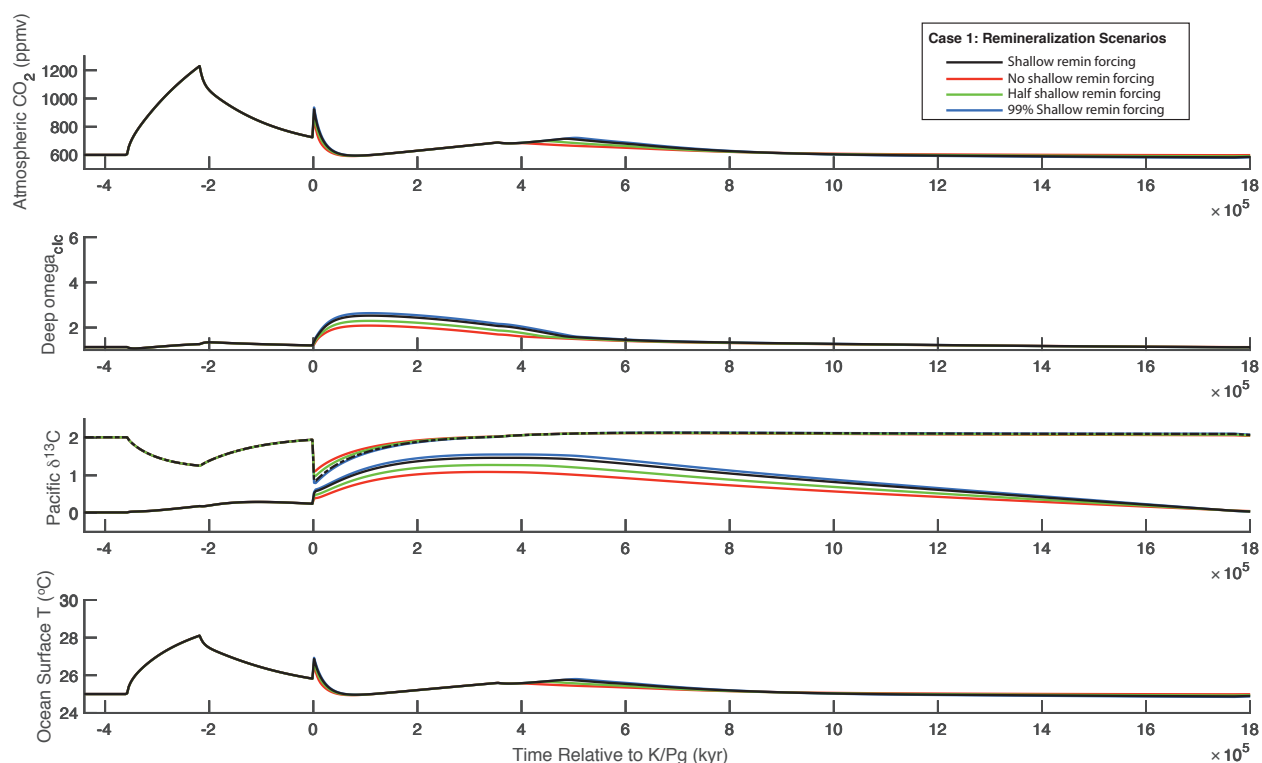 Case 1: Remineralization Scenarios
Shallow remin forcing
No shallow remin forcing
Half shallow remin forcing
99% Shallow remin forcing
Atmospheric CO2 (ppmv)
1200
1000
800
600
-4 -2 0 2 4 6 8 10 12 14 16 18
× 10^5
Deep omega_clc
6
4
2
-4 -2 0 2 4 6 8 10 12 14 16 18
× 10^5
Pacific δ13C
2
1
0
-4 -2 0 2 4 6 8 10 12 14 16 18
× 10^5
Ocean Surface T (ºC)
30
28
26
24
-4 -2 0 2 4 6 8 10 12 14 16 18
Time Relative to K/Pg (kyr)
× 10^5